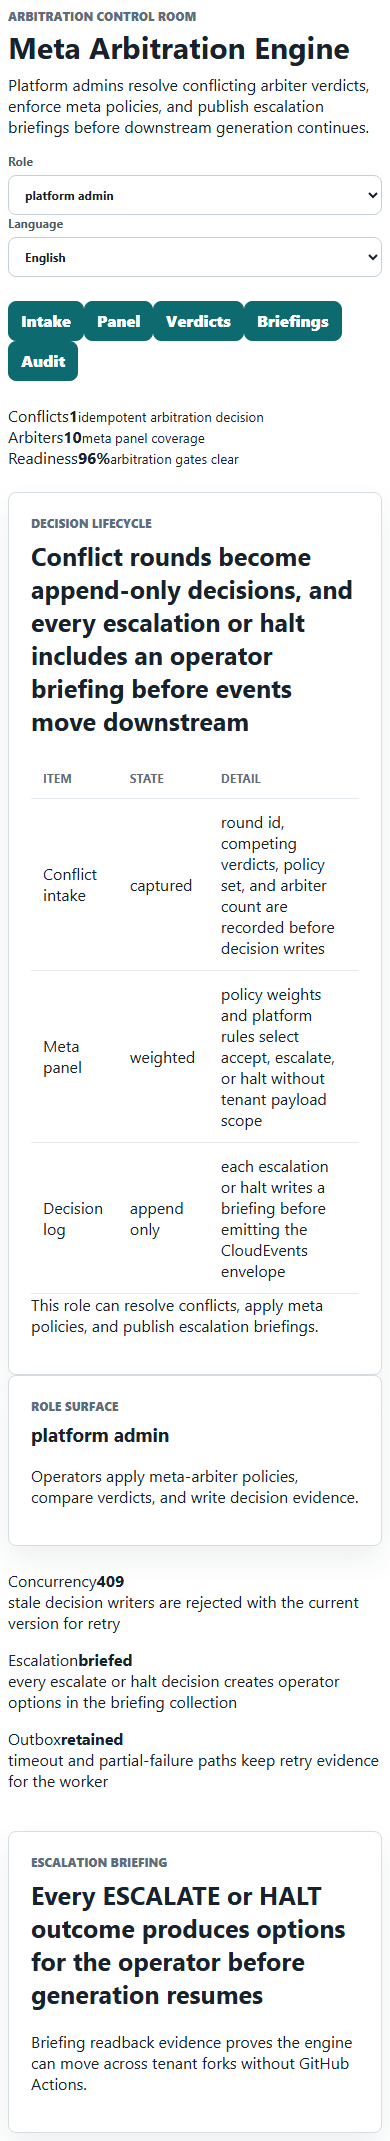 ARBITRATION CONTROL ROOM
Meta Arbitration Engine
Platform admins resolve conflicting arbiter verdicts,
enforce meta policies, and publish escalation
briefings before downstream generation continues.
Role
platform admin
Language
English
Intake Panel Verdicts Briefings
Audit
Conflicts1idempotent arbitration decision
Arbiters10meta panel coverage
Readiness96%arbitration gates clear
DECISION LIFECYCLE
Conflict rounds become
append-only decisions, and
every escalation or halt
includes an operator
briefing before events
move downstream
ITEM STATE DETAIL
Conflict intake captured round id,
competing
verdicts, policy
set, and arbiter
count are
recorded before
decision writes
Meta panel weighted policy weights
and platform
rules select
accept, escalate,
or halt without
tenant payload
scope
Decision log append only each escalation
or halt writes a
briefing before
emitting the
CloudEvents
envelope
This role can resolve conflicts, apply meta
policies, and publish escalation briefings.
ROLE SURFACE
platform admin
Operators apply meta-arbiter policies,
compare verdicts, and write decision evidence.
Concurrency409
stale decision writers are rejected with the current
version for retry
Escalationbriefed
every escalate or halt decision creates operator
options in the briefing collection
Outboxretained
timeout and partial-failure paths keep retry evidence
for the worker
ESCALATION BRIEFING
Every ESCALATE or HALT
outcome produces options
for the operator before
generation resumes
Briefing readback evidence proves the engine
can move across tenant forks without GitHub
Actions.